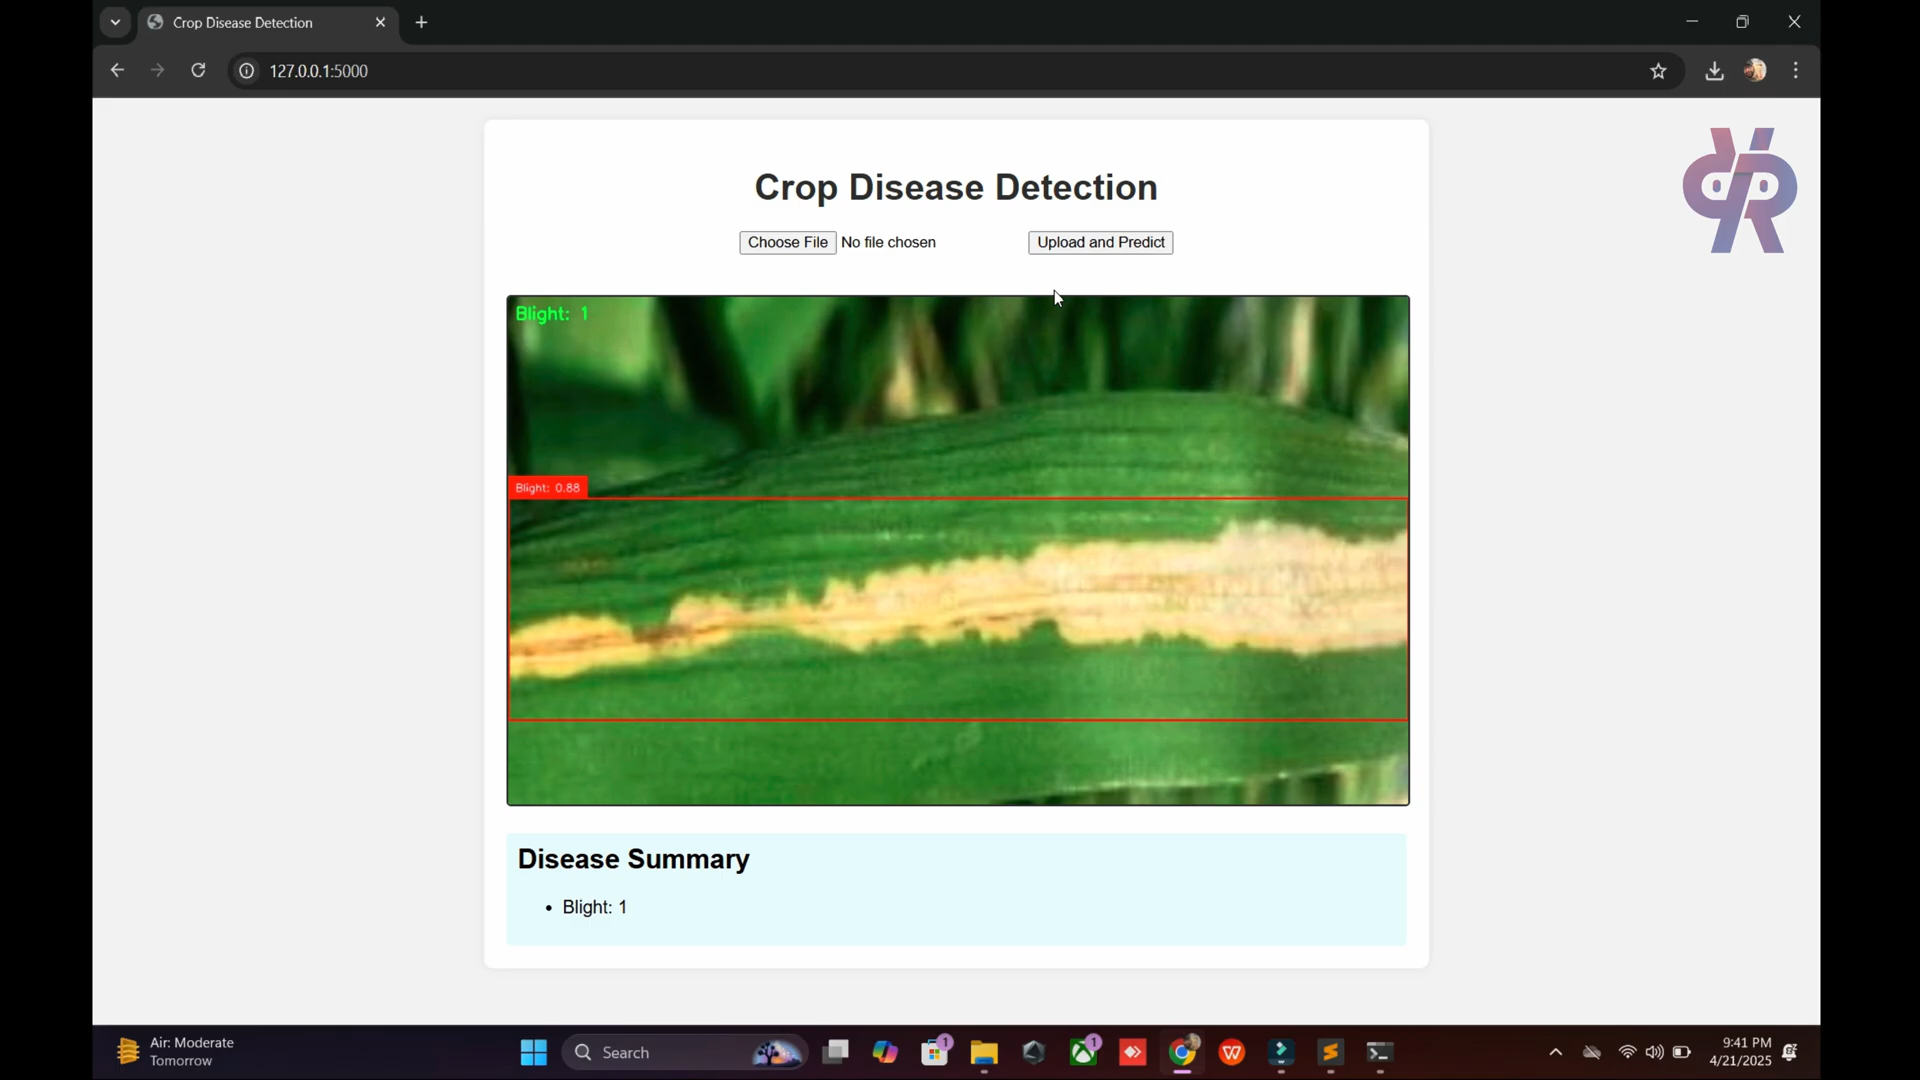 Crop Disease Detection
127.0.0.1:5000
Crop Disease Detection
Choose File No file chosen
Upload and Predict
Blight: 1
Blight: 0.88
Disease Summary
• Blight: 1
Air: Moderate
Tomorrow
Search
1
1
9:41 PM
4/21/2025